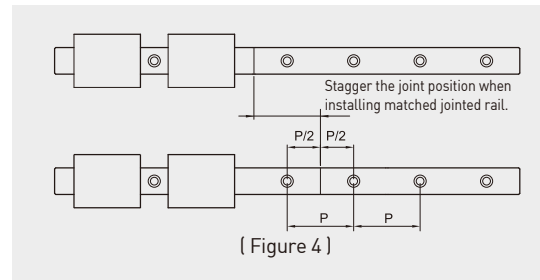 Stagger the joint position when
installing matched jointed rail.
P/2 P/2
P P
[ Figure 4 ]